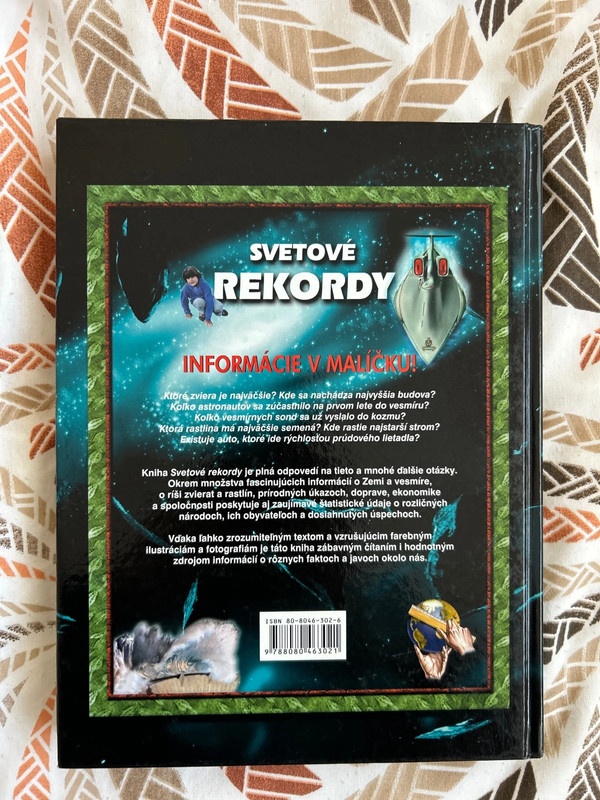 SVETOVÉ
REKORDY
INFORMÁCIE V MALÍČKU!
Ktoré zviera je najväčšie? Kde sa nachádza najvyššia budova?
Koľko astronautov sa zúčastnilo na prvom lete do vesmíru?
Koľko vesmírnych sond sa už vyslalo do kozmu?
Ktorá rastlina má najväčšie semená? Kde rastie najstarší strom?
Existuje auto, ktoré ide rýchlosťou prúdového lietadla?
Kniha Svetové rekordy je plná odpovedí na tieto a mnohé ďalšie otázky.
Okrem množstva fascinujúcich informácií o Zemi a vesmíre,
o ríši zvierat a rastlín, prírodných úkazoch, doprave, ekonomike
a spoločnosti poskytuje aj zaujímavé štatistické údaje o rozličných
národoch, ich obyvateľoch a dosiahnutých úspechoch.
Vďaka ľahko zrozumiteľným textom a vzrušujúcim farebným
ilustráciám a fotografiám je táto kniha zábavným čítaním i hodnotným
zdrojom informácií o rôznych faktoch a javoch okolo nás.
ISBN 80-8046-302-6
9 788080 463021